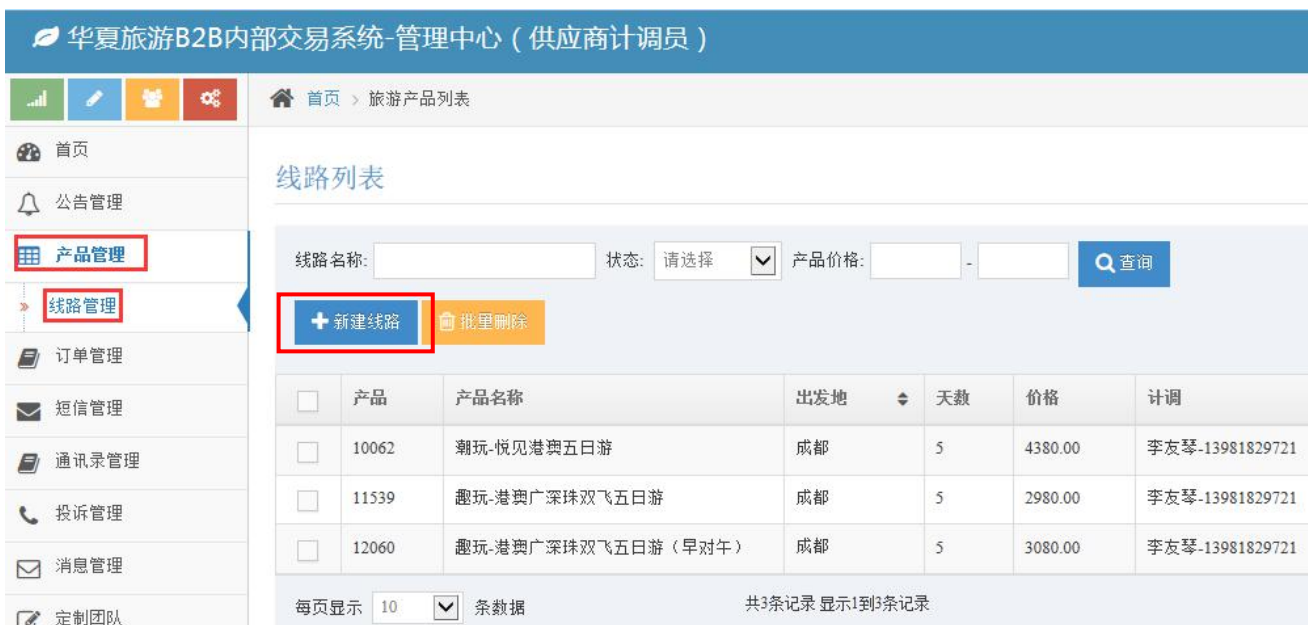 华夏旅游B2B内部交易系统-管理中心（供应商计调员）
首页 > 旅游产品列表
首页
公告管理
产品管理
线路管理
订单管理
短信管理
通讯录管理
投诉管理
消息管理
定制团队
线路列表
线路名称: 状态: 请选择 产品价格: - 查询
新建线路 批量删除
产品 产品名称 出发地 天数 价格 计调
10062 潮玩-悦见港澳五日游 成都 5 4380.00 李友琴-13981829721
11539 趣玩-港澳广深珠双飞五日游 成都 5 2980.00 李友琴-13981829721
12060 趣玩-港澳广深珠双飞五日游（早对午） 成都 5 3080.00 李友琴-13981829721
每页显示 10 条数据 共3条记录 显示1到3条记录